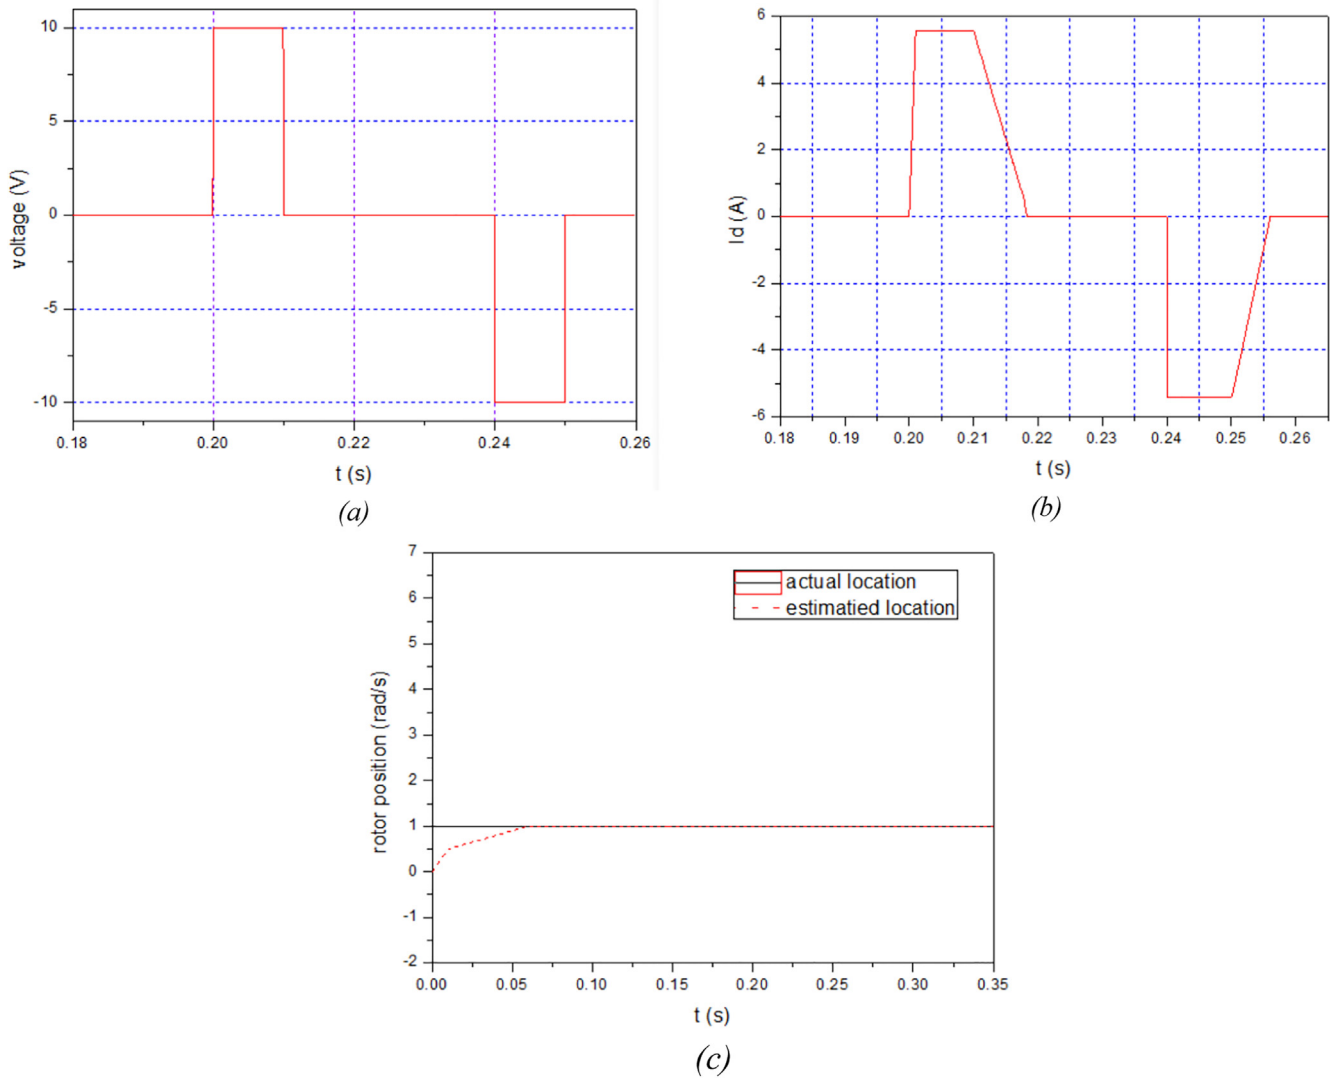 10
5
0
-5
-10
voltage (V)
0.18 0.20 0.22 0.24 0.26
t (s)
(a)
6
4
2
0
-2
-4
-6
Id (A)
0.18 0.19 0.20 0.21 0.22 0.23 0.24 0.25 0.26
t (s)
(b)
7
6
5
4
3
2
1
0
-1
-2
rotor position (rad/s)
actual location
estimatied location
0.00 0.05 0.10 0.15 0.20 0.25 0.30 0.35
t (s)
(c)